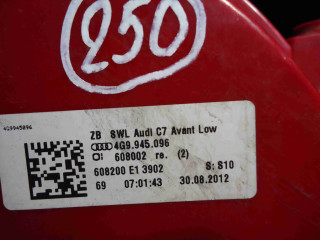 250
419945096
ZB SWL Audi C7 Avant Low
4G9.945.096
608002 re. (2)
608200 E1 3902 S: S10
69 07:01:43 30.08.2012